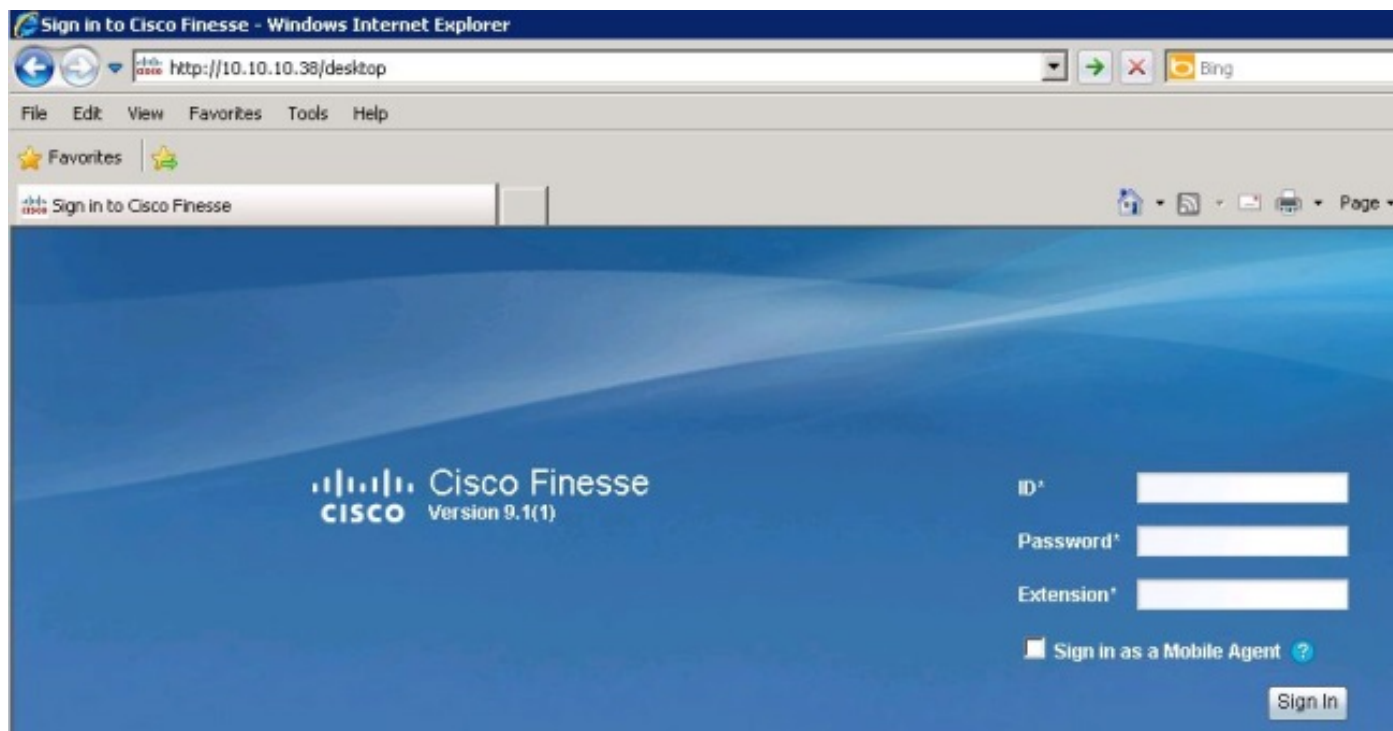 Sign in to Cisco Finesse - Windows Internet Explorer
http://10.10.10.38/desktop
Bing
File Edit View Favorites Tools Help
Favorites
Sign in to Cisco Finesse
Page
CISCO Cisco Finesse
Version 9.1(1)
ID*
Password*
Extension*
Sign in as a Mobile Agent ?
Sign In